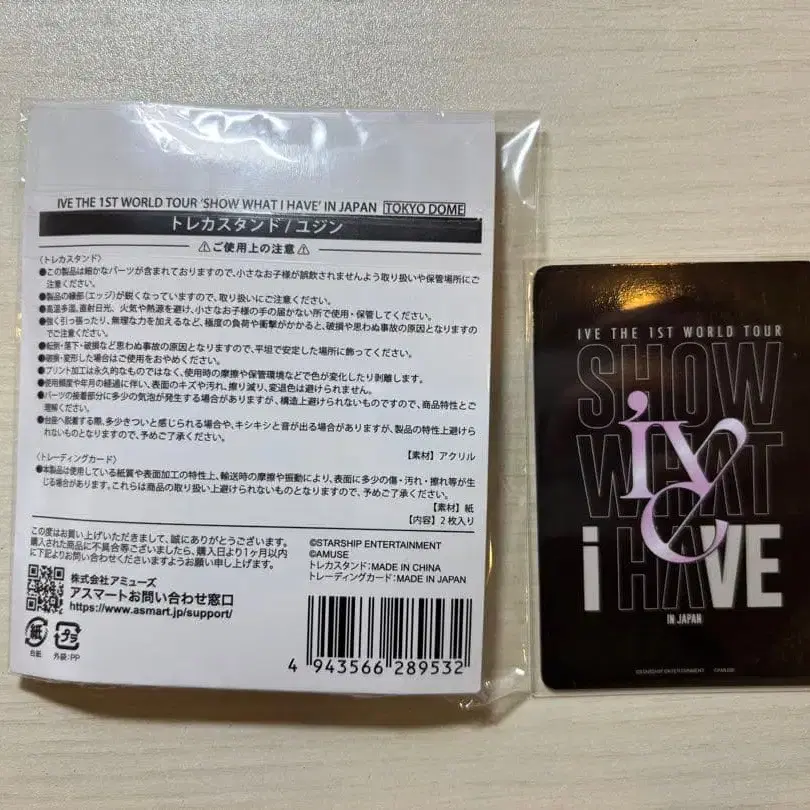 IVE THE 1ST WORLD TOUR 'SHOW WHAT I HAVE' IN JAPAN TOKYO DOME
トレカスタンド / ユジン
⚠ご使用上の注意⚠
〈トレカスタンド〉
●この製品は細かなパーツが含まれておりますので、小さなお子様が誤飲されませんよう取り扱いや保管場所にご
注意ください。
●製品の縁部(エッジ)が鋭くなっていますので、取り扱いにご注意ください。
●高温多湿、直射日光、火気や熱源を避け、小さなお子様の手の届かない所で使用・保管してください。
●強く引っ張ったり、無理な力を加えるなど、極度の負荷や衝撃がかかると、破損や思わぬ事故の原因となりますの
でご注意ください。
●転倒・落下・破損など思わぬ事故の原因となりますので、平坦で安定した場所に飾ってください。
●破損・変形した場合はご使用をおやめください。
●プリント加工は永久的なものではなく、使用時の摩擦や保管環境などで色が変化したり剥離します。
●使用頻度や年月の経過に伴い、表面のキズや汚れ、擦り減り、変退色は避けられません。
●パーツの接着部分に多少の気泡が発生する場合がありますが、構造上避けられないものですので、商品特性とご
理解ください。
●台座へ脱着する際、多少きついと感じられる場合や、キシキシと音が出る場合がありますが、製品の特性上避けら
れないものとなりますので、予めご了承ください。
【素材】アクリル
〈トレーディングカード〉
●本製品は使用している紙質や表面加工の特性上、輸送時の摩擦や振動により、表面に多少の傷・汚れ・擦れ等が生
じる場合があります。これらは商品の取り扱い上避けられないものとなりますので、予めご了承ください。
【素材】紙
【内容】2枚入り
この度はお買い上げいただきまして、誠にありがとうございます。
購入された商品に不具合等ございましたら、購入日より1ヶ月以内
に下記よりお問い合わせくださいますようお願い申し上げます。
株式会社アミューズ
アスマートお問い合わせ窓口
https://www.asmart.jp/support/
紙
台紙
プラ
外袋:PP
©STARSHIP ENTERTAINMENT
©AMUSE
トレカスタンド:MADE IN CHINA
トレーディングカード:MADE IN JAPAN
4 943566 289532
IVE THE 1ST WORLD TOUR
SHOW
WHAT
i HAVE
ive
IN JAPAN
©STARSHIP ENTERTAINMENT ©AMUSE